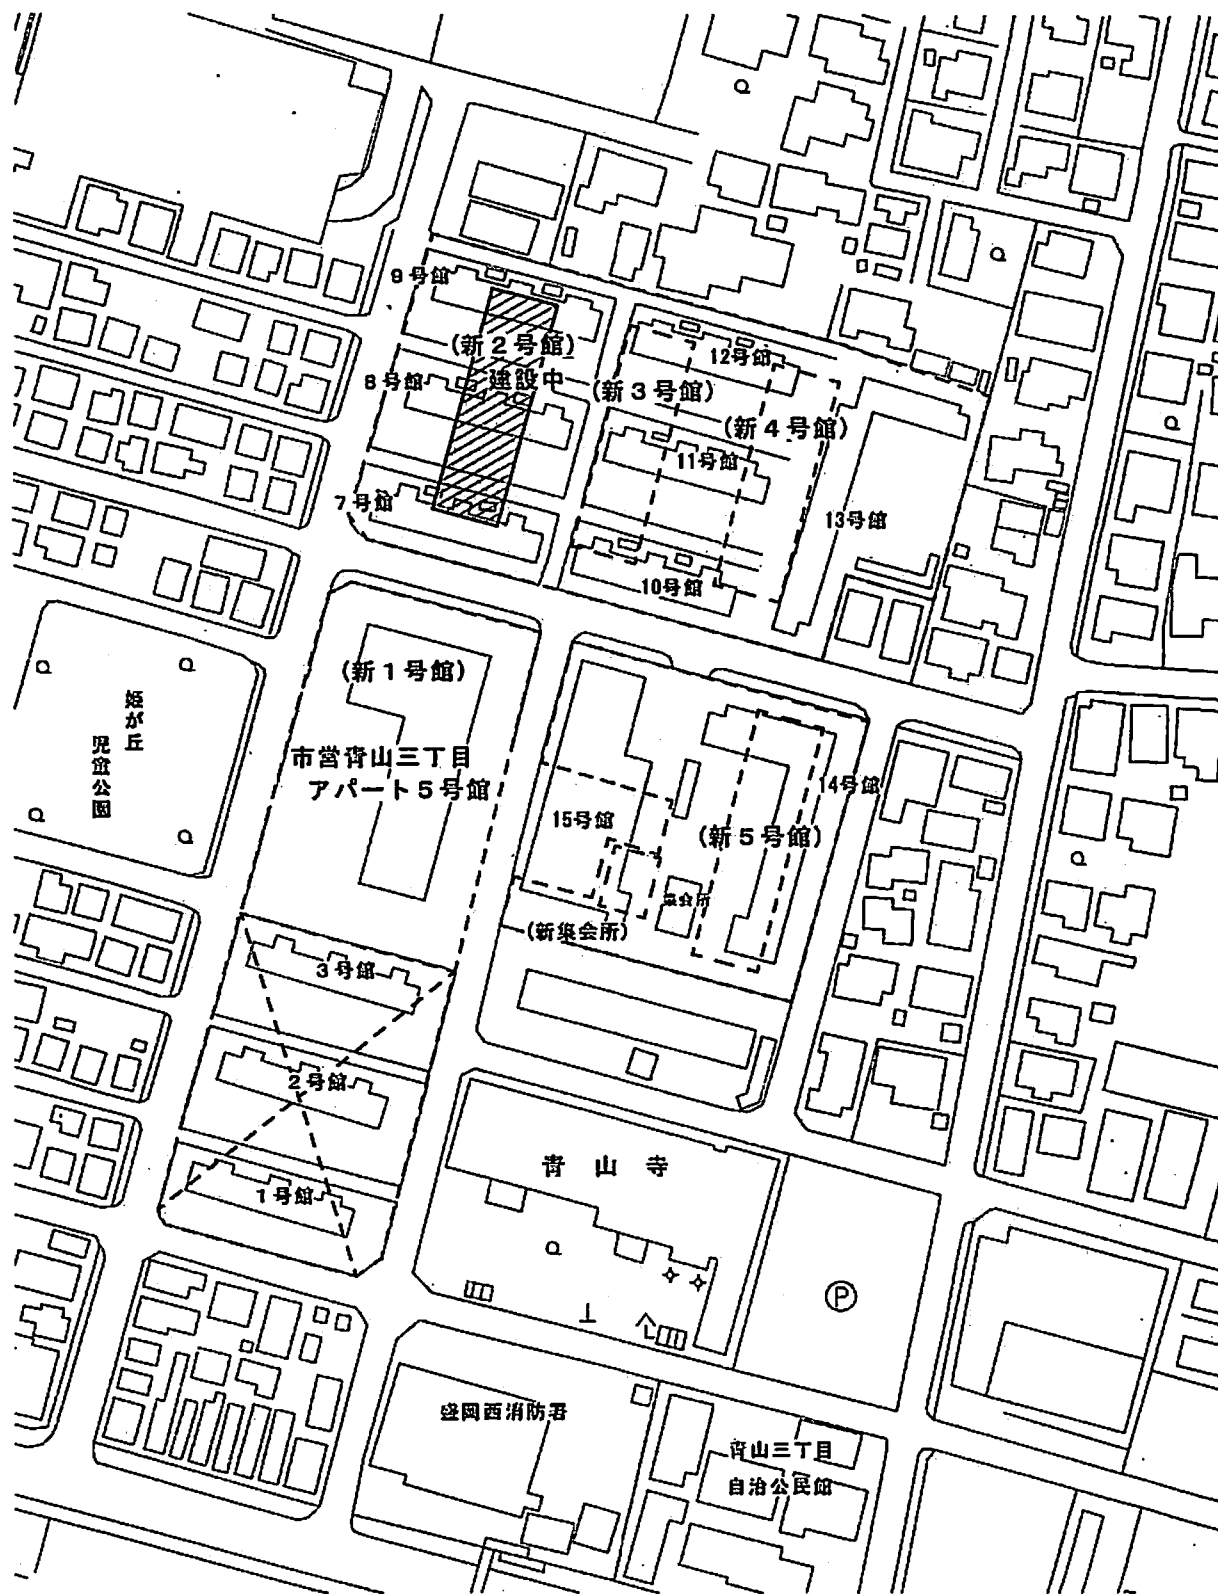 9号館
(新2号館)
建設中
12号館
8号館
(新3号館)
(新4号館)
11号館
7号館
13号館
10号館
(新1号館)
姫が丘
児童公園
市営青山三丁目
アパート5号館
14号館
15号館
(新5号館)
集会所
(新集会所)
3号館
2号館
青山寺
1号館
P
盛岡西消防署
青山三丁目
自治公民館